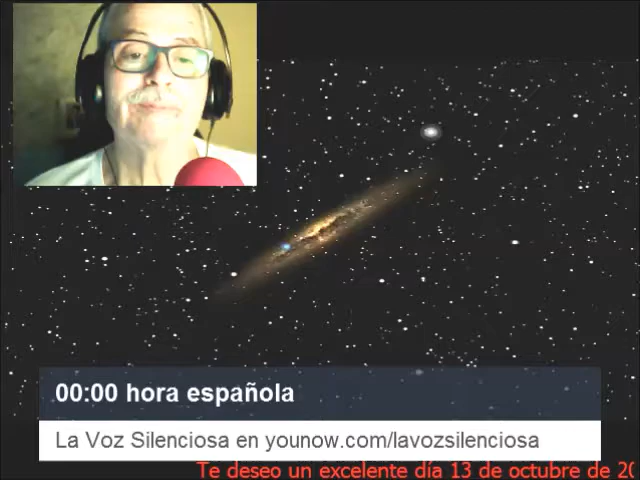 00:00 hora española
La Voz Silenciosa en younow.com/lavozsilenciosa
Te deseo un excelente día 13 de octubre de 20